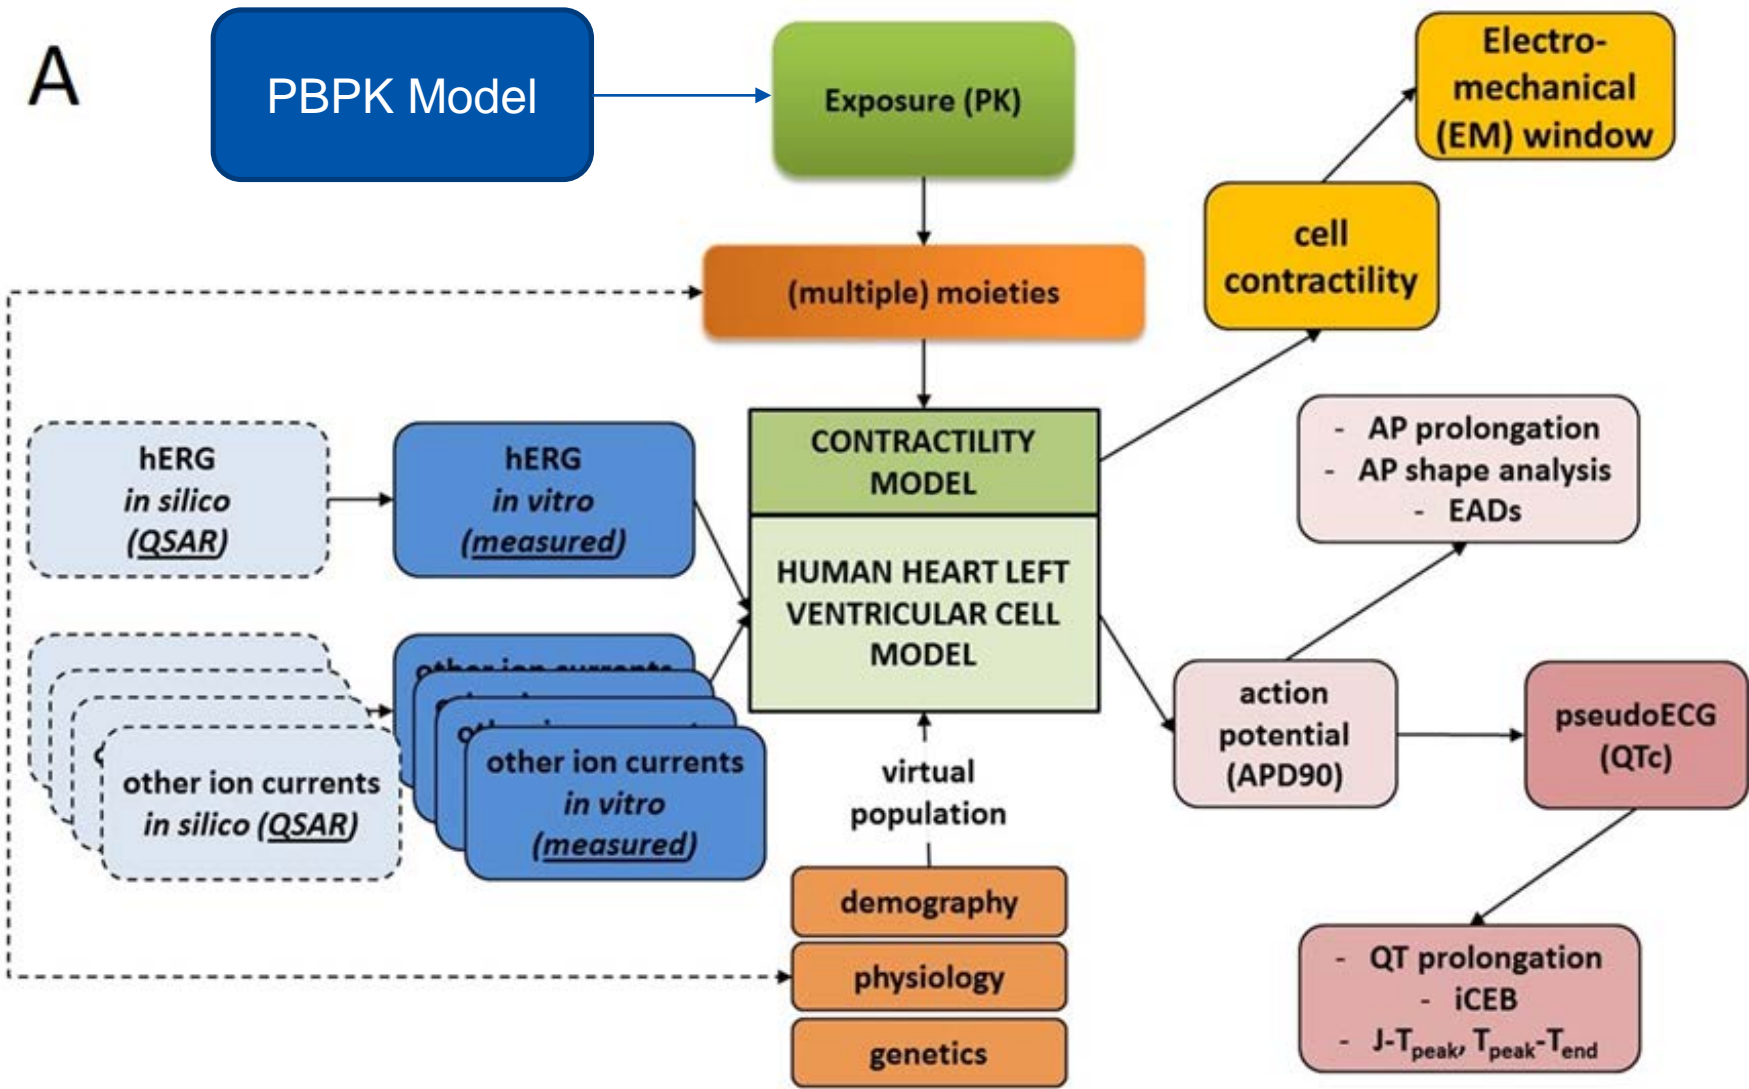 A
PBPK Model
Exposure (PK)
Electro-
mechanical
(EM) window
cell
contractility
(multiple) moieties
hERG
in silico
(QSAR)
hERG
in vitro
(measured)
CONTRACTILITY
MODEL
HUMAN HEART LEFT
VENTRICULAR CELL
MODEL
- AP prolongation
- AP shape analysis
- EADs
other ion currents
other ion currents
in silico (QSAR)
other ion currents
in vitro
(measured)
action
potential
(APD90)
pseudoECG
(QTc)
virtual
population
demography
physiology
genetics
- QT prolongation
- iCEB
- J-Tpeak, Tpeak-Tend